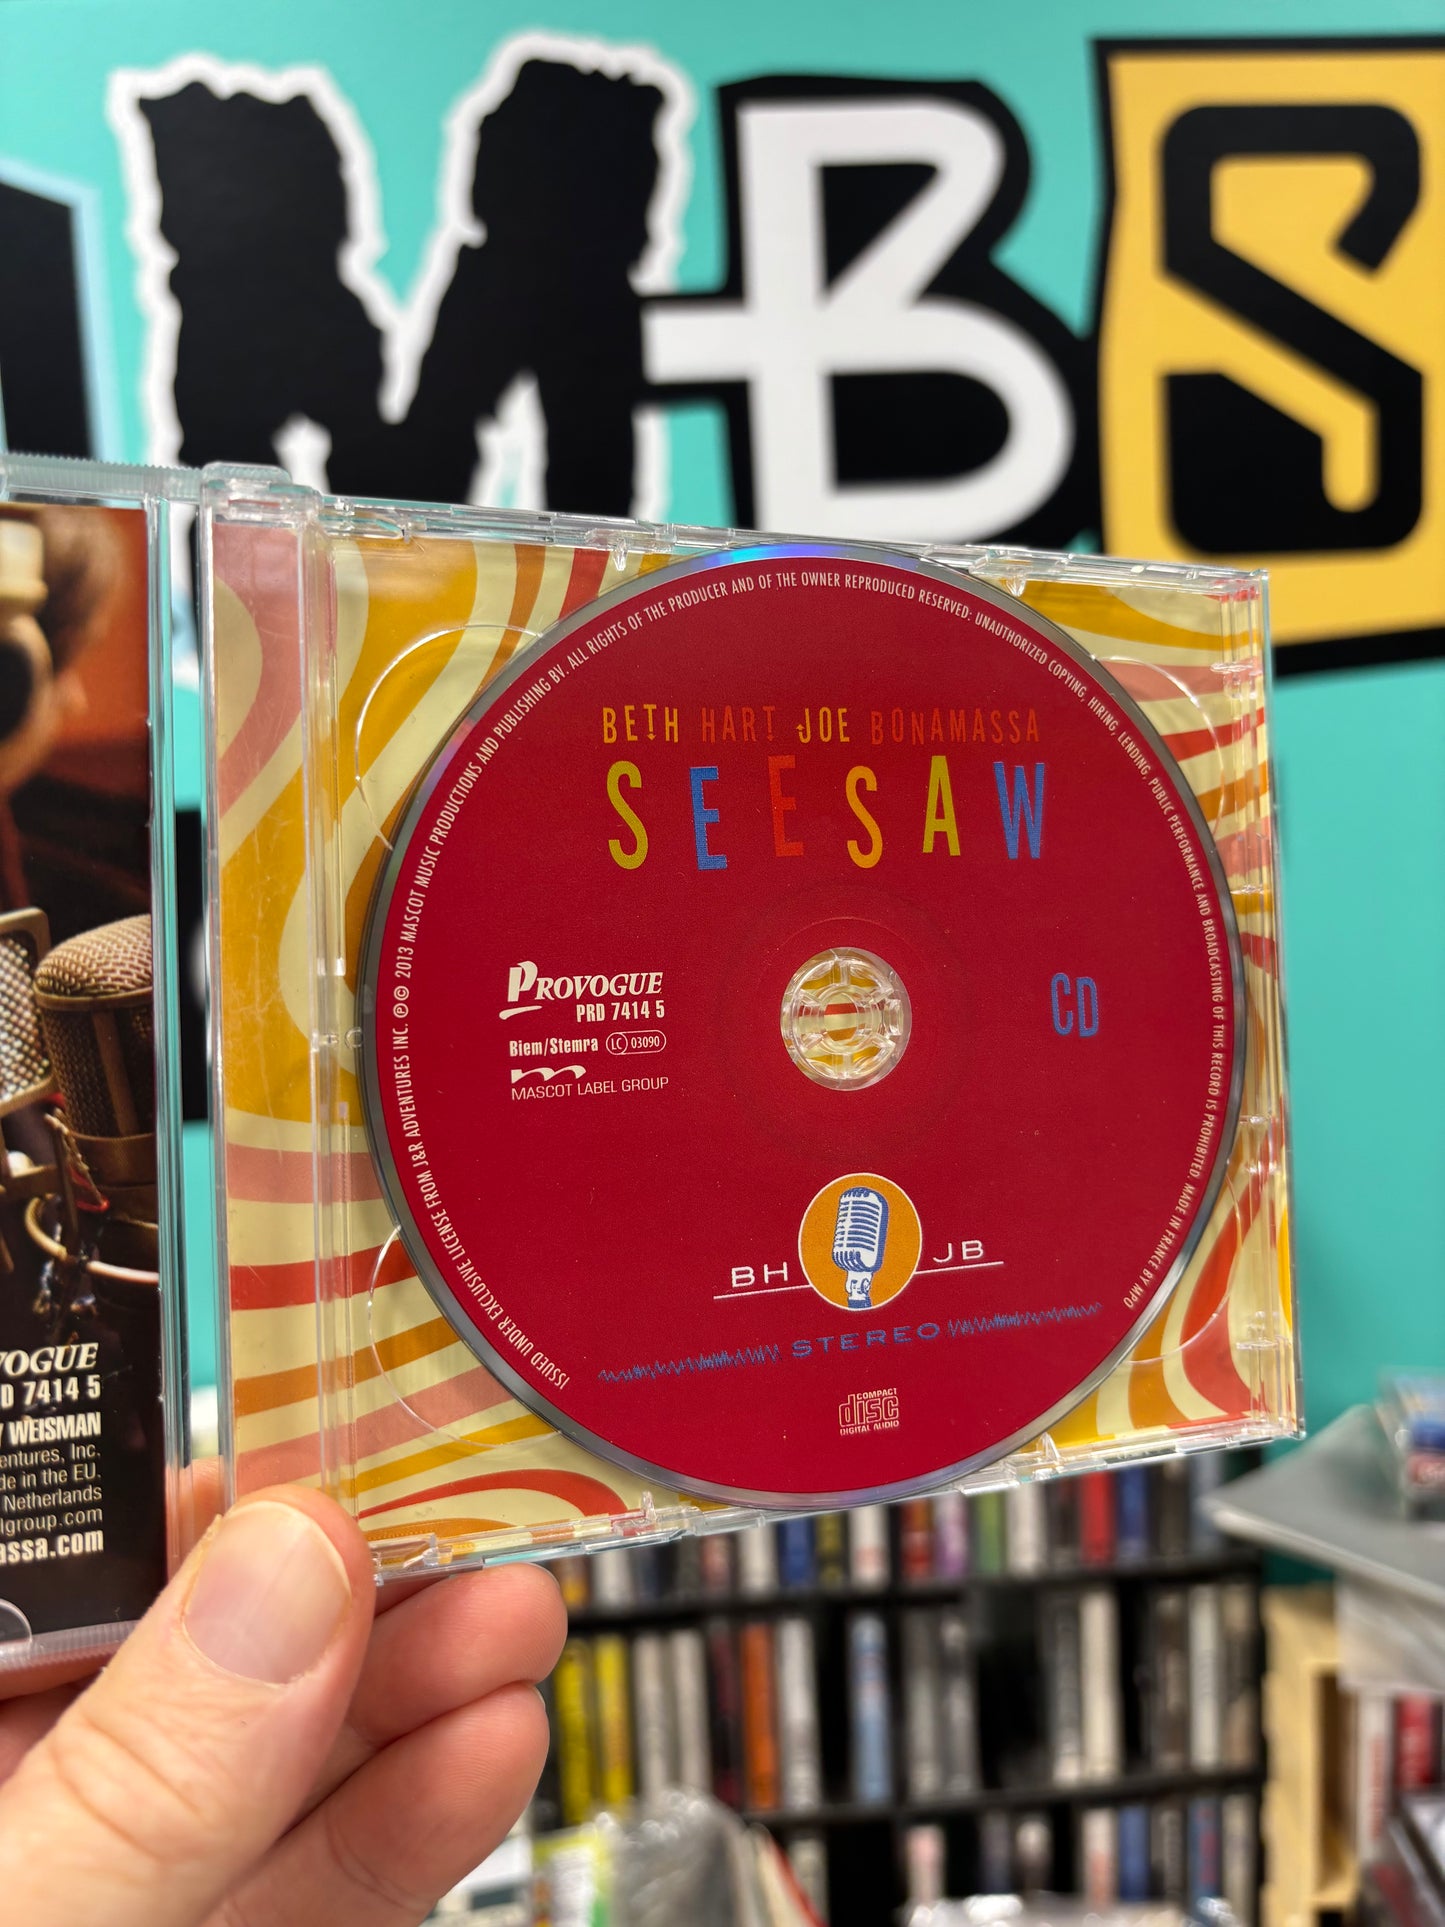 MBS
BETH HART JOE BONAMASSA
SEESAW
PROVOGUE
PRD 7414 5
Biem/Stemra LC 03090
MASCOT LABEL GROUP
CD
BH JB
STEREO
COMPACT
disc
DIGITAL AUDIO
ISSUED UNDER EXCLUSIVE LICENSE FROM J&R ADVENTURES INC. ℗© 2013 MASCOT MUSIC PRODUCTIONS AND PUBLISHING BV. ALL RIGHTS OF THE PRODUCER AND OF THE OWNER REPRODUCED RESERVED: UNAUTHORIZED COPYING, HIRING, LENDING, PUBLIC PERFORMANCE AND BROADCASTING OF THIS RECORD IS PROHIBITED. MADE IN FRANCE BY MPO
VOGUE
D 7414 5
Y WEISMAN
entures, Inc.
de in the EU.
Netherlands
lgroup.com
assa.com